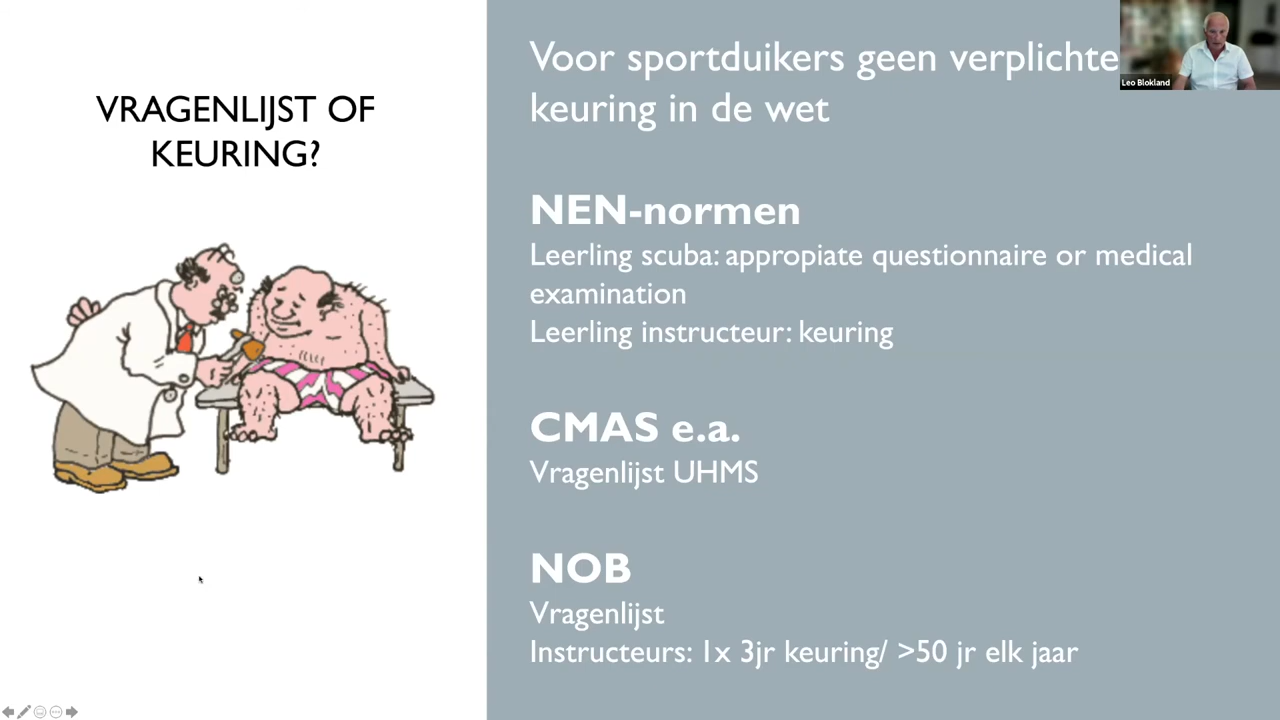 VRAGENLIJST OF
KEURING?
Voor sportduikers geen verplichte
keuring in de wet
NEN-normen
Leerling scuba: appropiate questionnaire or medical
examination
Leerling instructeur: keuring
CMAS e.a.
Vragenlijst UHMS
NOB
Vragenlijst
Instructeurs: 1x 3jr keuring/ >50 jr elk jaar
Leo Blokland